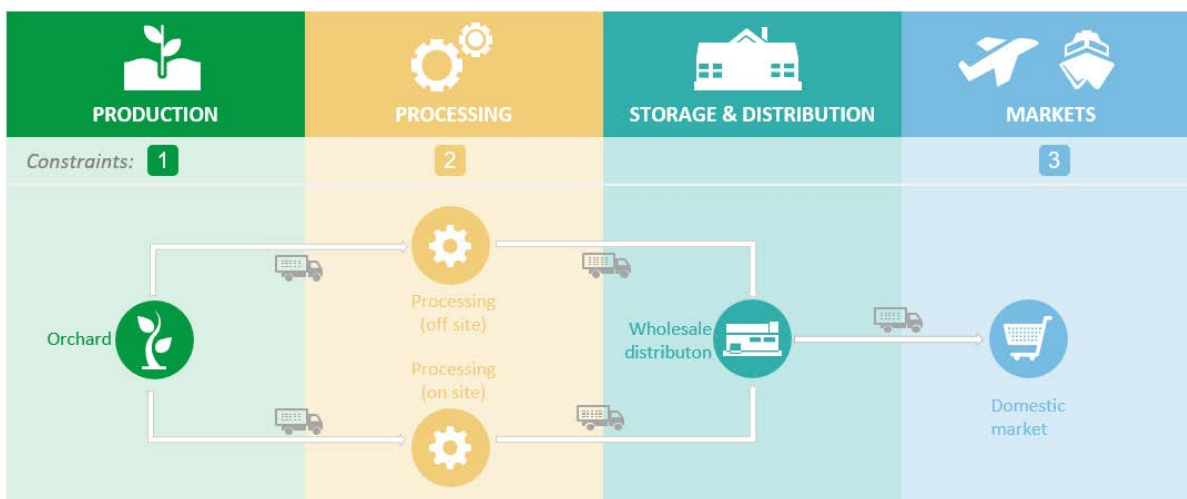 PRODUCTION
PROCESSING
STORAGE & DISTRIBUTION
MARKETS
Constraints:
1
2
3
Processing
(off site)
Orchard
Wholesale
distributon
Processing
(on site)
Domestic
market